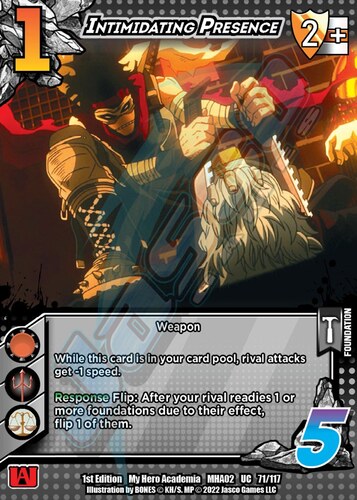 1
INTIMIDATING PRESENCE
2 +
FOUNDATION
Weapon
While this card is in your card pool, rival attacks
get -1 speed.
Response Flip: After your rival readies 1 or
more foundations due to their effect,
flip 1 of them.
5
1st Edition My Hero Academia MHA02 UC 71/117
Illustration by BONES © KH/S. MP © 2022 Jasco Games LLC